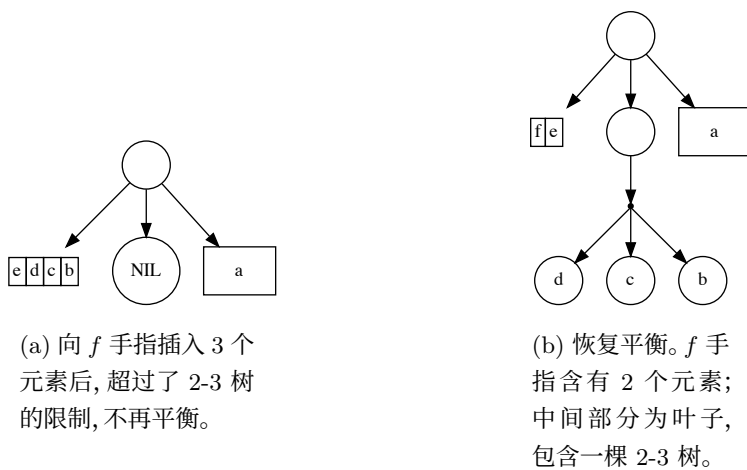 f e
a
e d c b
NIL
a
d
c
b
(a) 向 f 手指插入 3 个
元素后, 超过了 2-3 树
的限制, 不再平衡。
(b) 恢复平衡。f 手
指含有 2 个元素;
中间部分为叶子,
包含一棵 2-3 树。